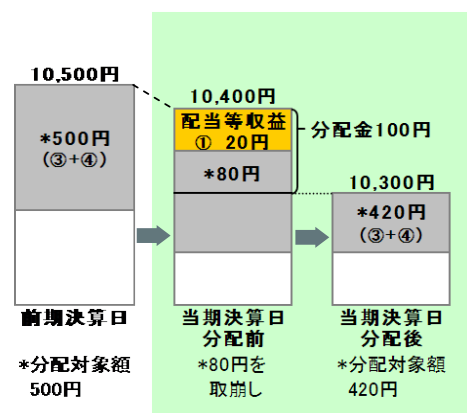 10,500円
*500円
(③+④)
前期決算日
*分配対象額
500円
10,400円
配当等収益
① 20円
*80円
分配金100円
当期決算日
分配前
*80円を
取崩し
10,300円
*420円
(③+④)
当期決算日
分配後
*分配対象額
420円